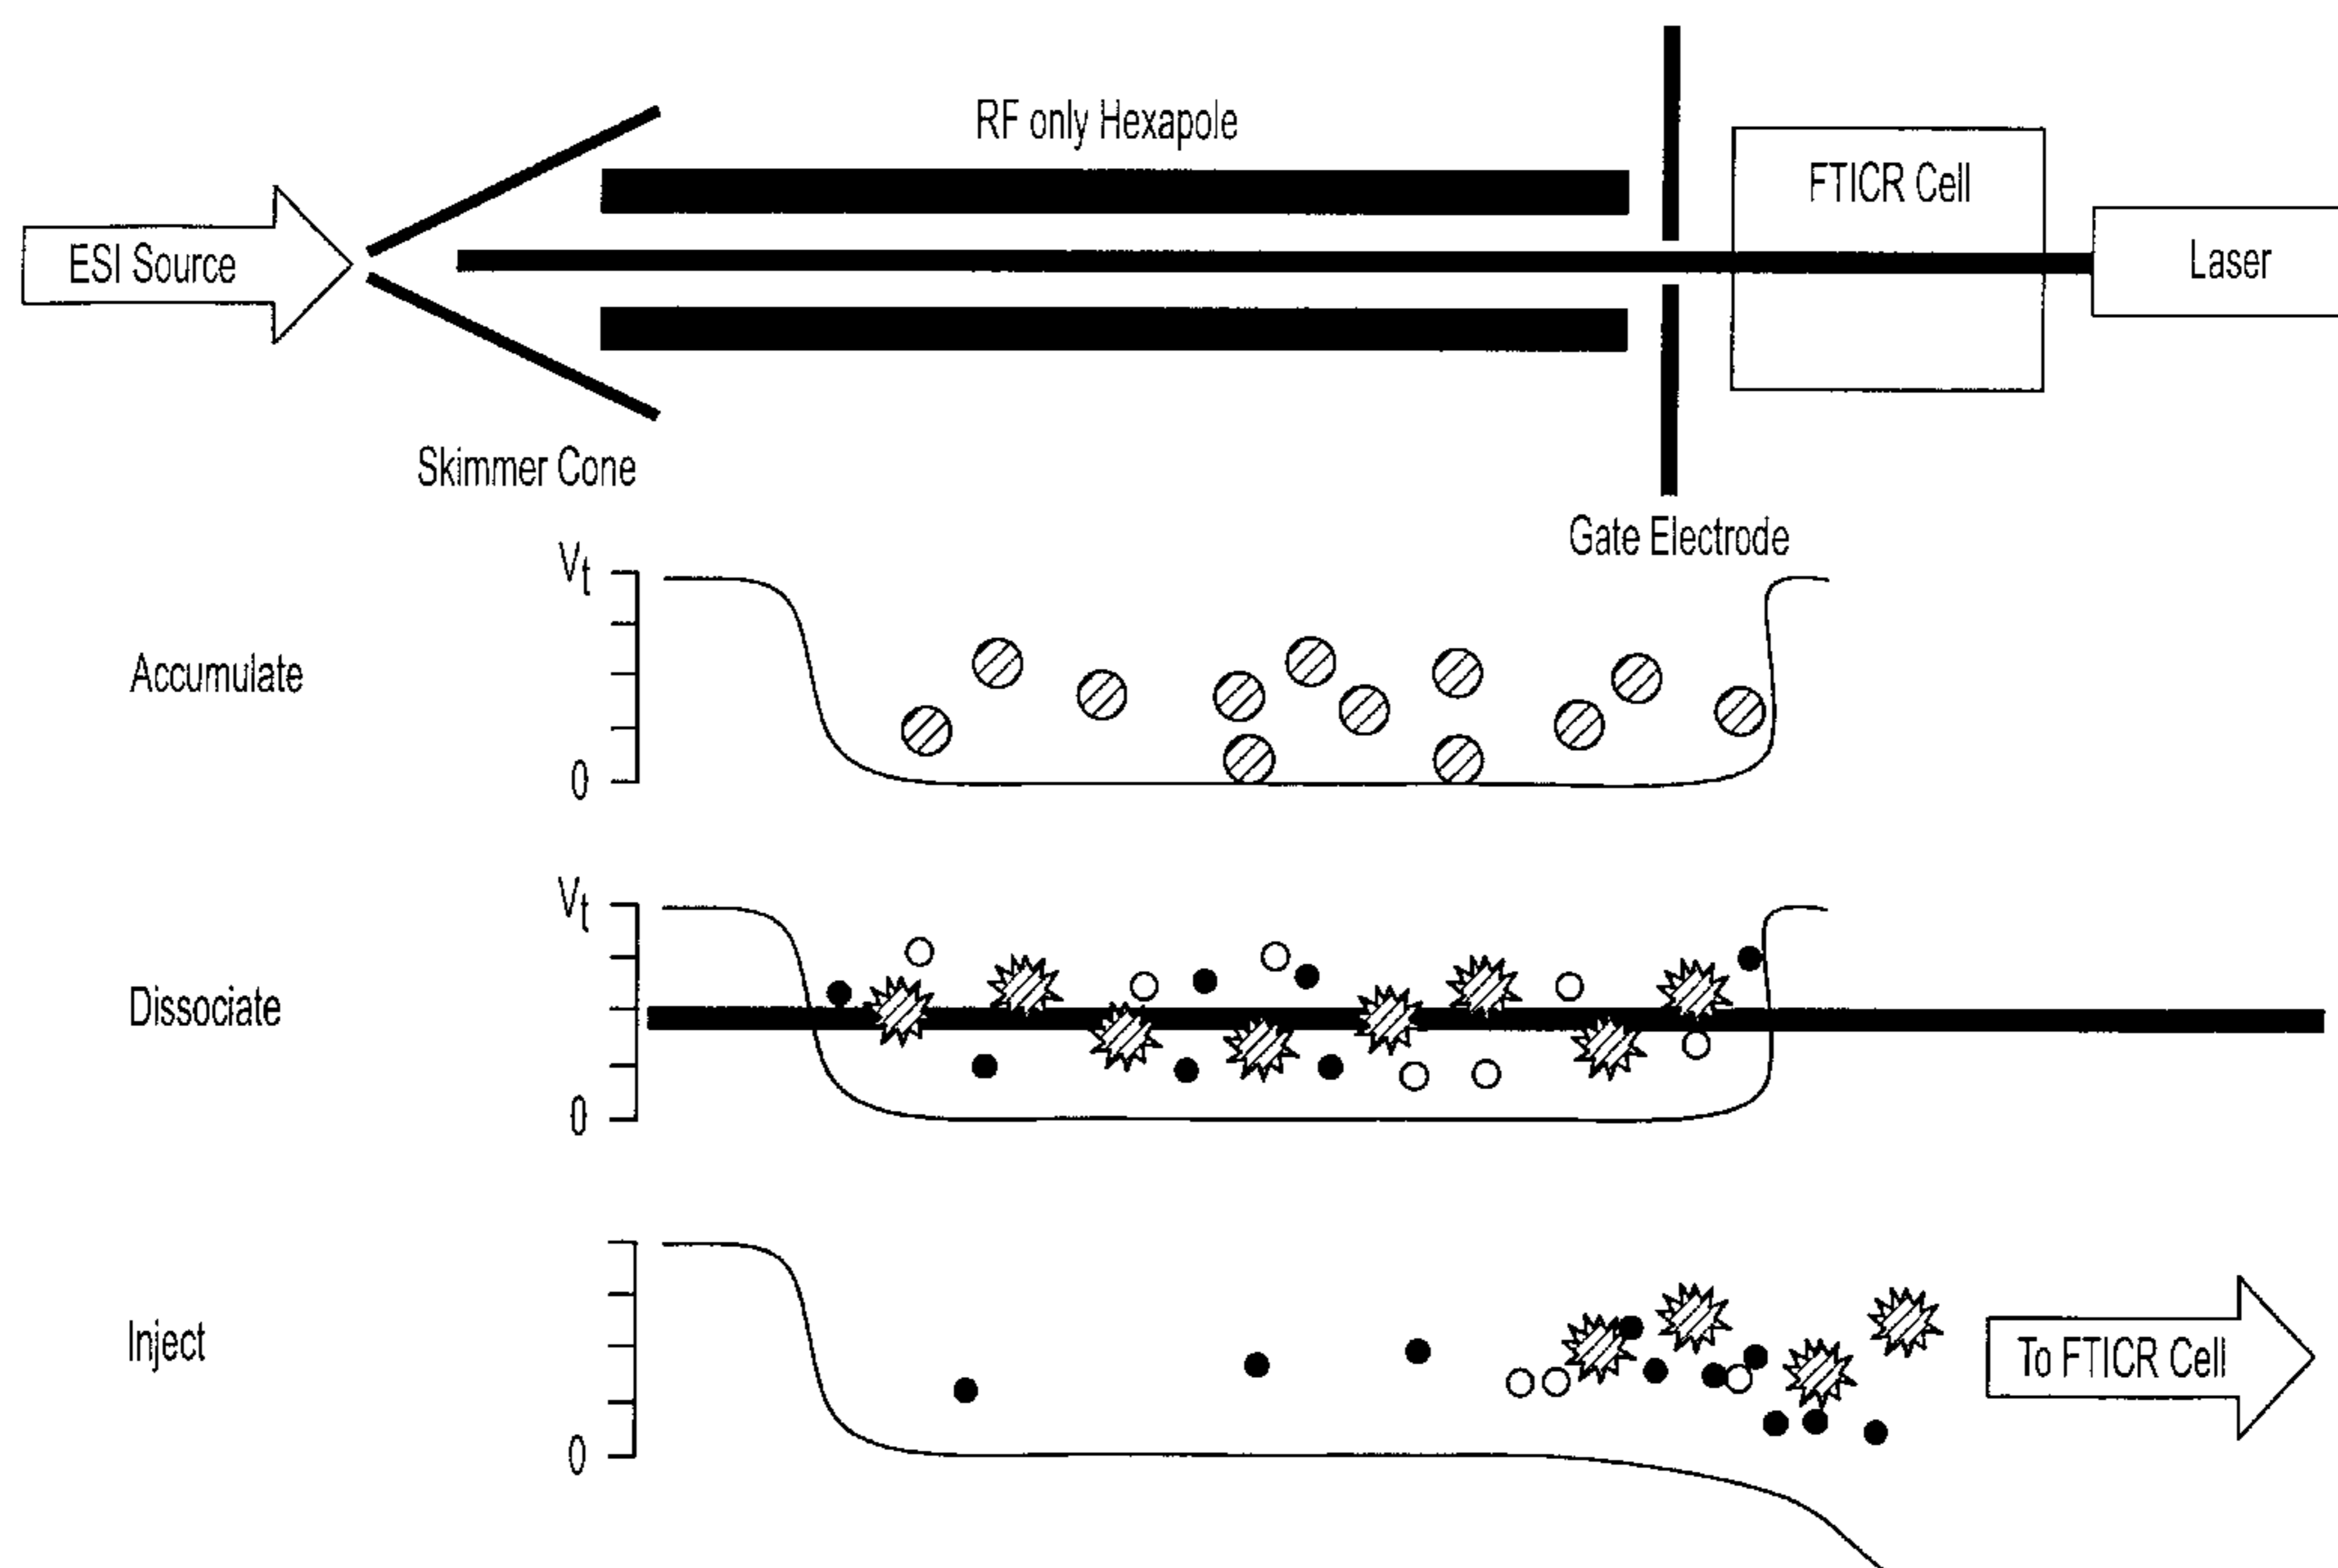 RF only Hexapole
FTICR Cell
ESI Source
Laser
Skimmer Cone
Gate Electrode
Vt
Accumulate
0
Vt
Dissociate
0
Inject
To FTICR Cell
0